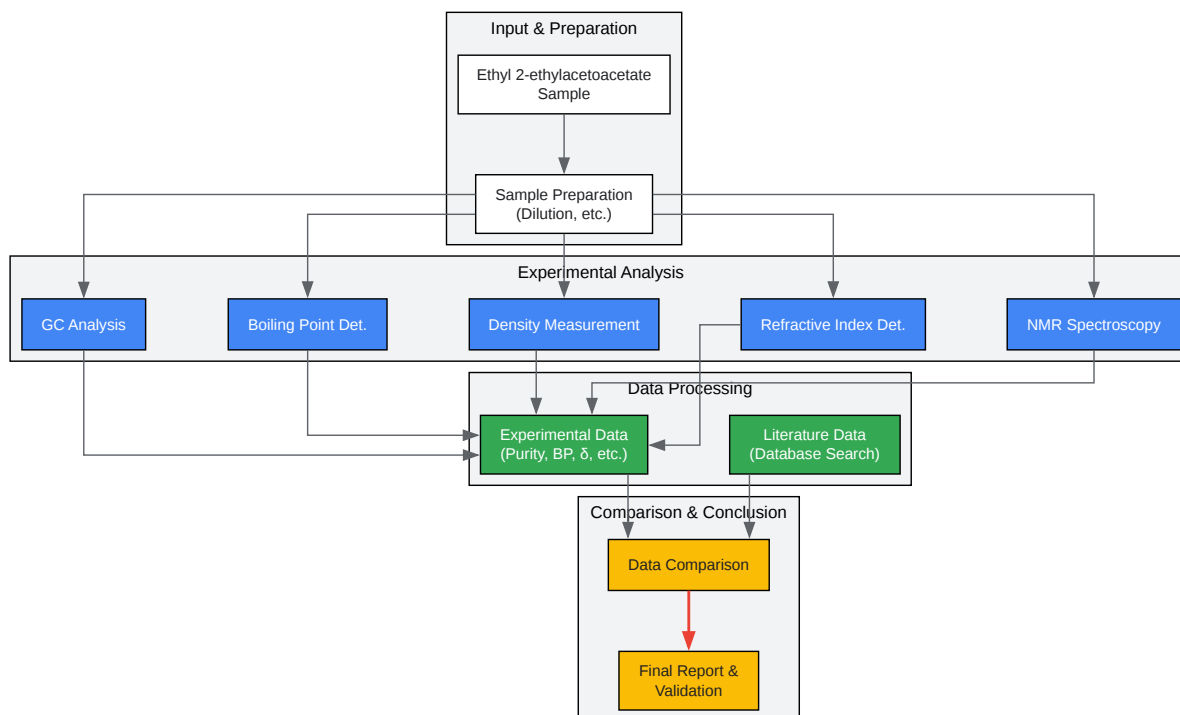 Input & Preparation
Ethyl 2-ethylacetoacetate
Sample
Sample Preparation
(Dilution, etc.)
Experimental Analysis
GC Analysis
Boiling Point Det.
Density Measurement
Refractive Index Det.
NMR Spectroscopy
Data Processing
Experimental Data
(Purity, BP, δ, etc.)
Literature Data
(Database Search)
Comparison & Conclusion
Data Comparison
Final Report &
Validation